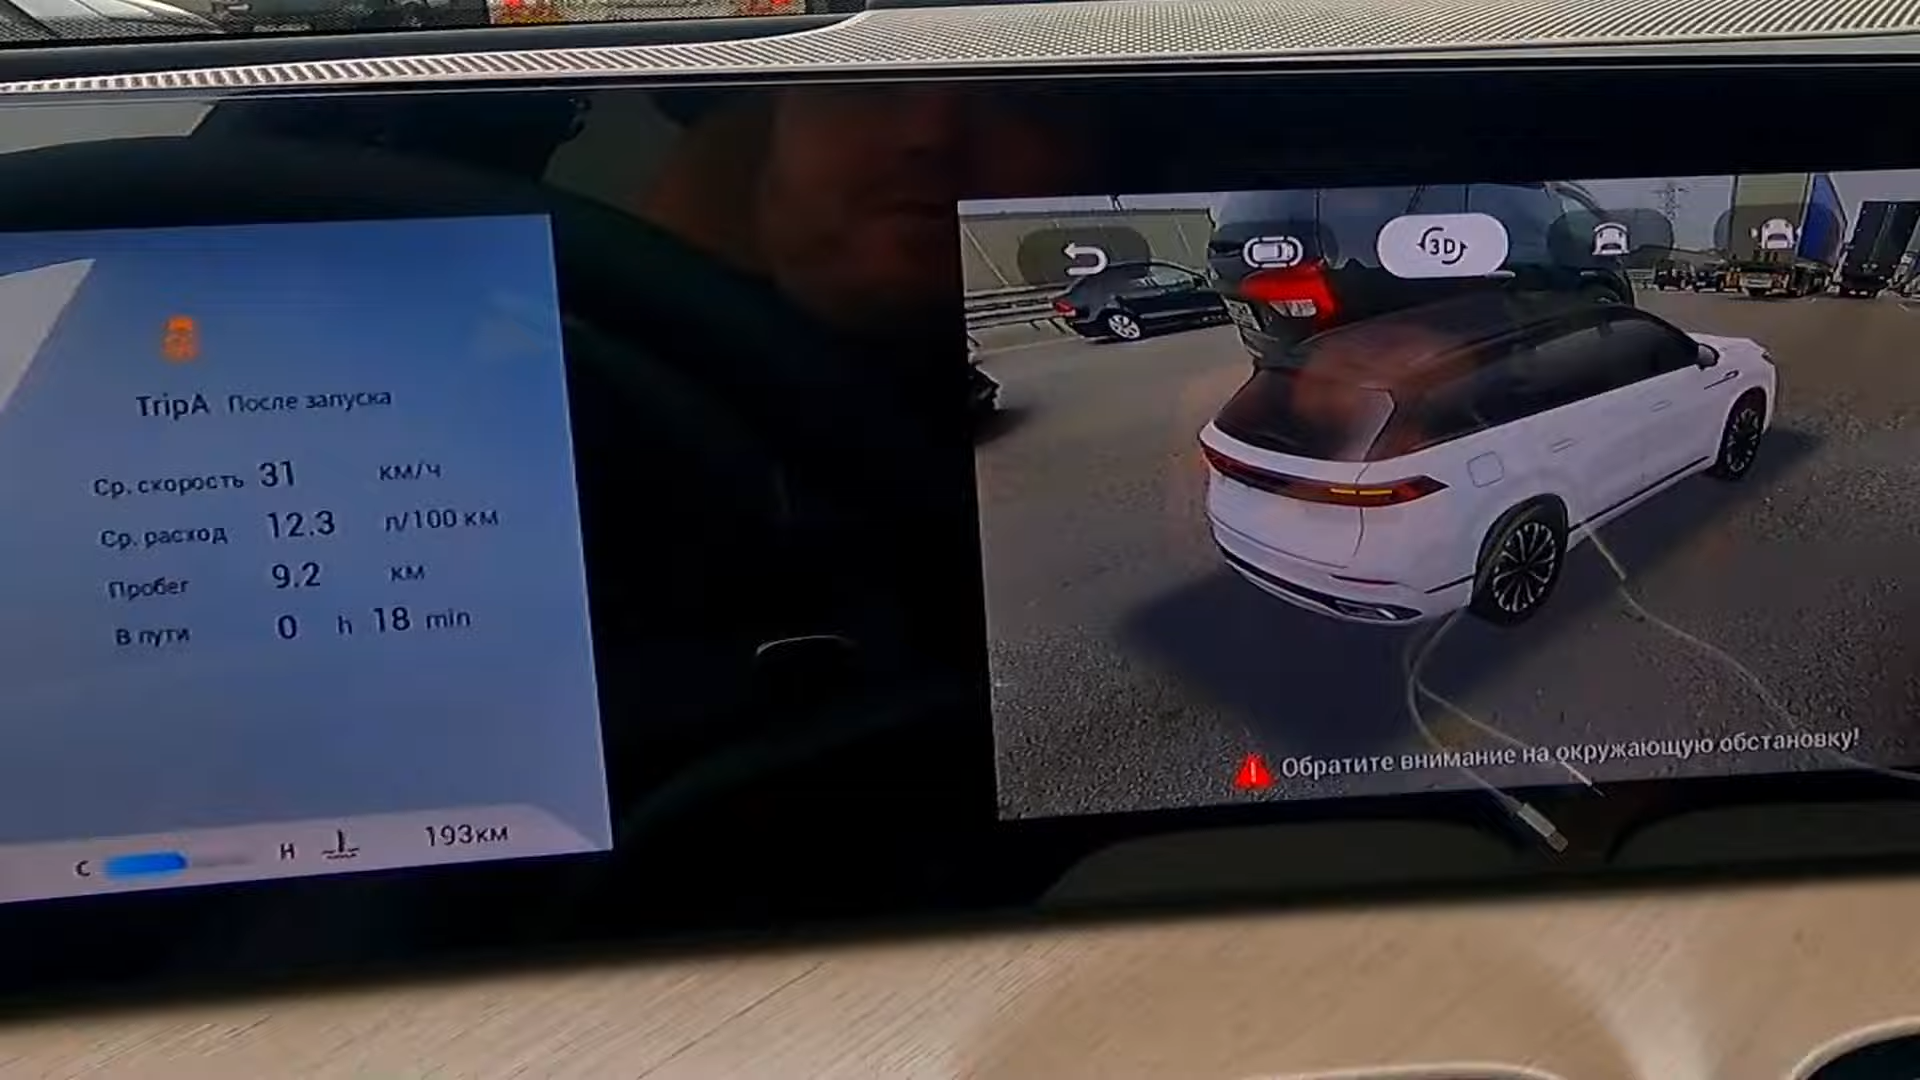 TripA После запуска
Ср. скорость 31 км/ч
Ср. расход 12.3 л/100 км
Пробег 9.2 км
В пути 0 h 18 min
C H 193км
3D
Обратите внимание на окружающую обстановку!